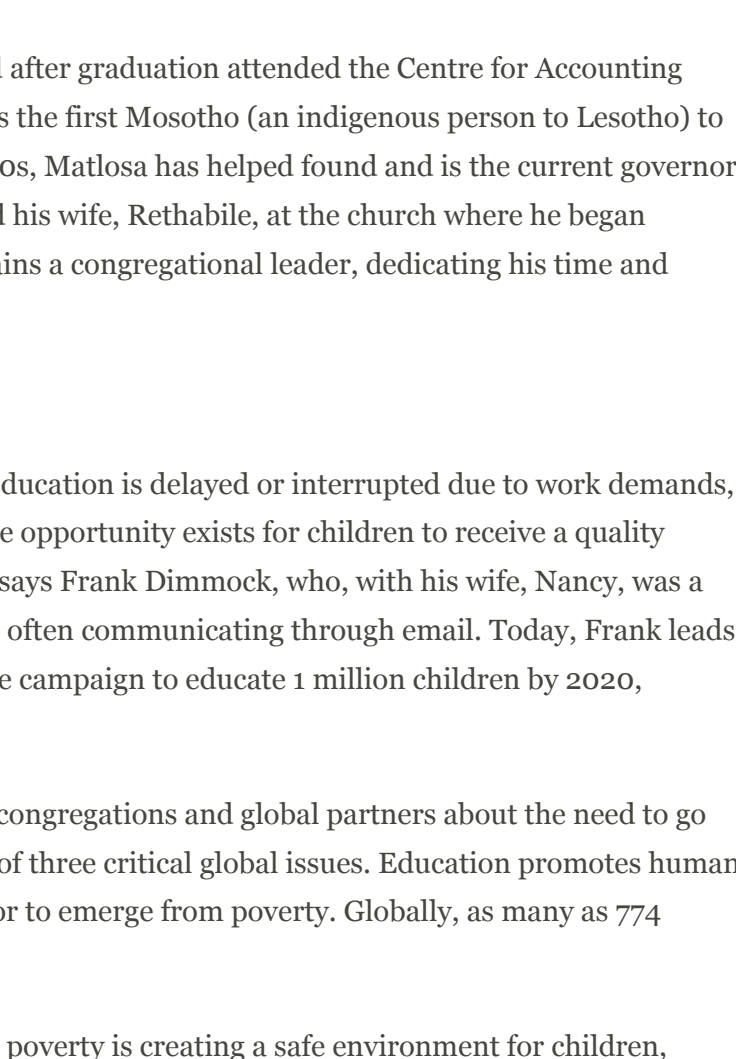 after graduation attended the Centre for Accounting
s the first Mosotho (an indigenous person to Lesotho) to
0s, Matlosa has helped found and is the current governor
his wife, Rethabile, at the church where he began
ins a congregational leader, dedicating his time and
ducation is delayed or interrupted due to work demands,
e opportunity exists for children to receive a quality
says Frank Dimmock, who, with his wife, Nancy, was a
often communicating through email. Today, Frank leads
e campaign to educate 1 million children by 2020,
congregations and global partners about the need to go
of three critical global issues. Education promotes human
or to emerge from poverty. Globally, as many as 774
poverty is creating a safe environment for children,